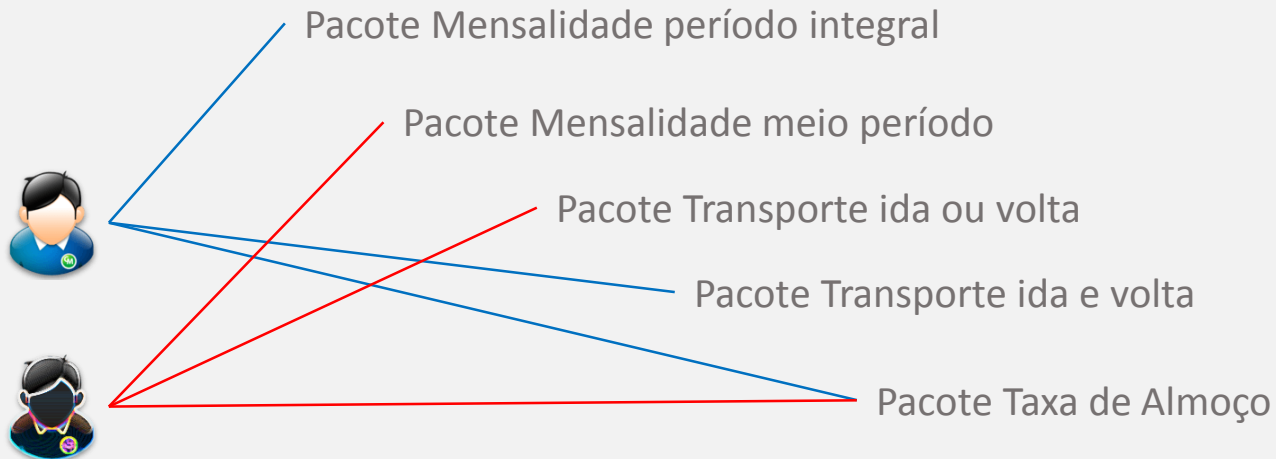 Pacote Mensalidade período integral
Pacote Mensalidade meio período
Pacote Transporte ida ou volta
Pacote Transporte ida e volta
Pacote Taxa de Almoço